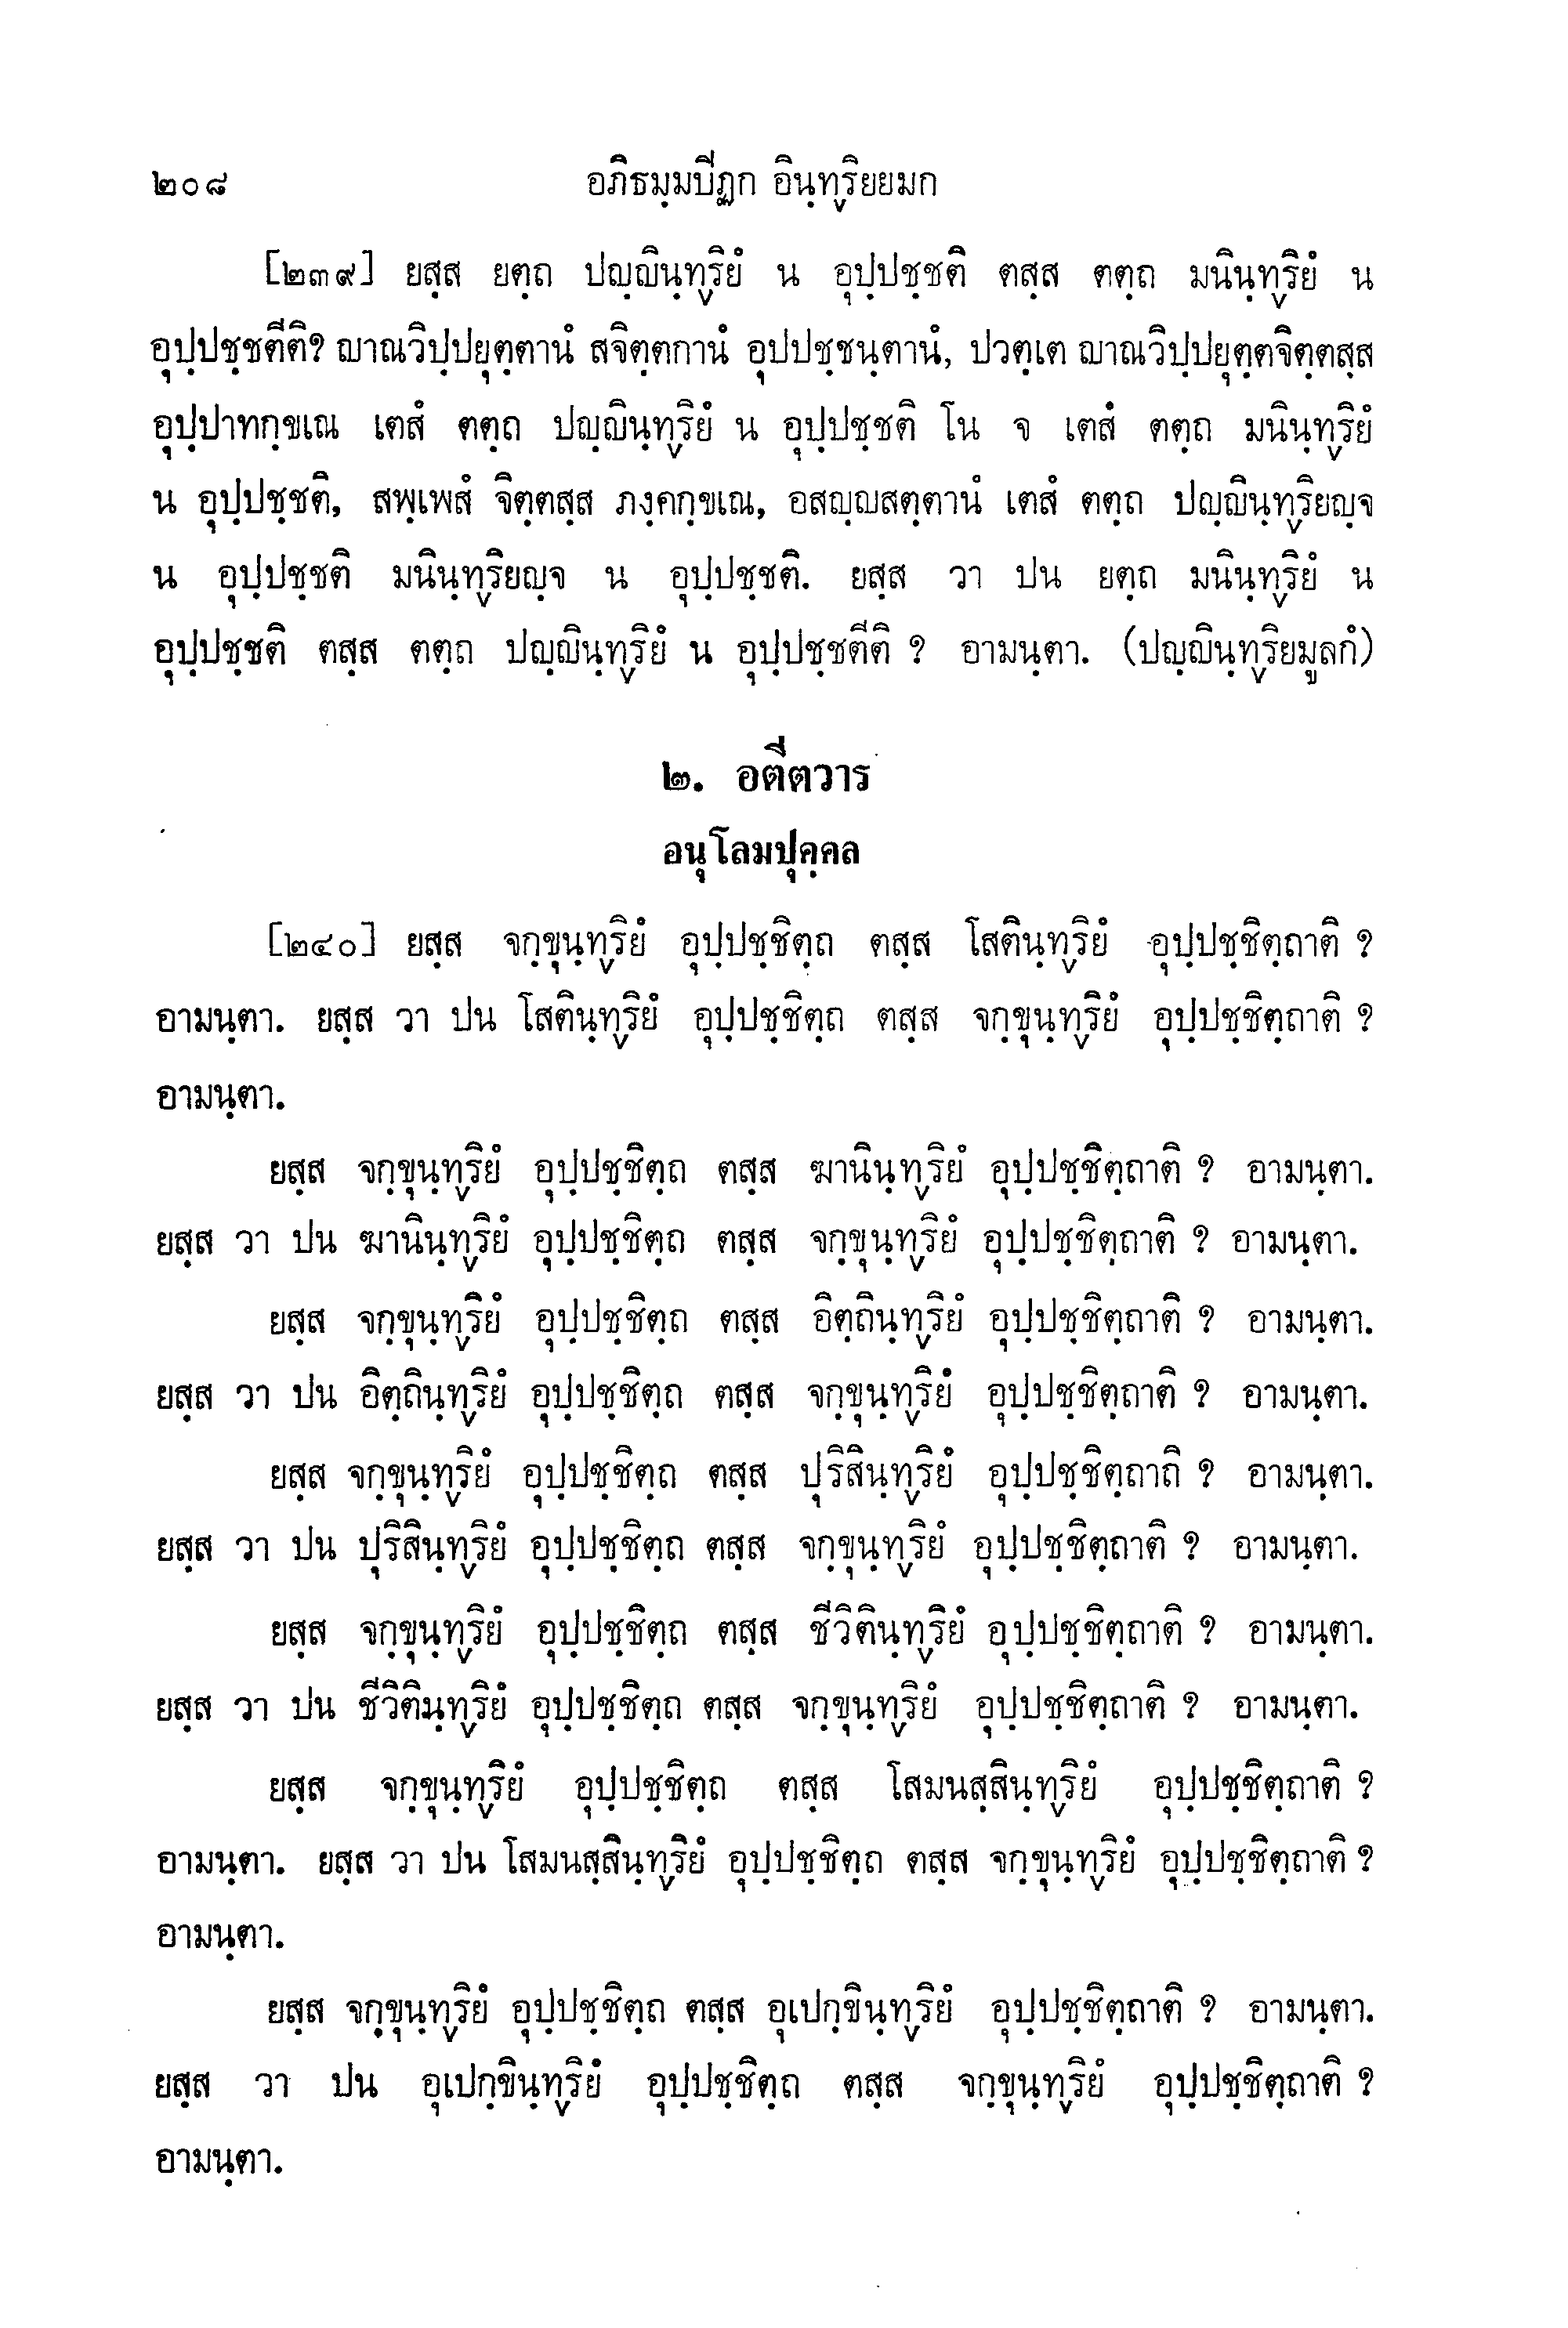 ๒๐๘ อภิธมฺมปิฏก อินฺทฺริยยมก
[๒๓๙] ยสฺส ยตฺถ ปญฺญินฺทฺริยํ น อุปฺปชฺชติ ตสฺส ตตฺถ มนินฺทฺริยํ น
อุปฺปชฺชตีติ? ญาณวิปฺปยุตฺตานํ สจิตฺตกานํ อุปฺปชฺชนฺตานํ, ปวตฺเต ญาณวิปฺปยุตฺตจิตฺตสฺส
อุปฺปาทกฺขเณ เตสํ ตตฺถ ปญฺญินฺทฺริยํ น อุปฺปชฺชติ โน จ เตสํ ตตฺถ มนินฺทฺริยํ
น อุปฺปชฺชติ, สพฺเพสํ จิตฺตสฺส ภงฺคกฺขเณ, อสญฺญสตฺตานํ เตสํ ตตฺถ ปญฺญินฺทฺริยญฺจ
น อุปฺปชฺชติ มนินฺทฺริยญฺจ น อุปฺปชฺชติ. ยสฺส วา ปน ยตฺถ มนินฺทฺริยํ น
อุปฺปชฺชติ ตสฺส ตตฺถ ปญฺญินฺทฺริยํ น อุปฺปชฺชตีติ ? อามนฺตา. (ปญฺญินฺทฺริยมูลกํ)
๒. อตีตวาร
อนุโลมปุคฺคล
[๒๔๐] ยสฺส จกฺขุนฺทฺริยํ อุปฺปชฺชิตฺถ ตสฺส โสตินฺทฺริยํ อุปฺปชฺชิตฺถาติ ?
อามนฺตา. ยสฺส วา ปน โสตินฺทฺริยํ อุปฺปชฺชิตฺถ ตสฺส จกฺขุนฺทฺริยํ อุปฺปชฺชิตฺถาติ ?
อามนฺตา.
ยสฺส จกฺขุนฺทฺริยํ อุปฺปชฺชิตฺถ ตสฺส ฆานินฺทฺริยํ อุปฺปชฺชิตฺถาติ ? อามนฺตา.
ยสฺส วา ปน ฆานินฺทฺริยํ อุปฺปชฺชิตฺถ ตสฺส จกฺขุนฺทฺริยํ อุปฺปชฺชิตฺถาติ ? อามนฺตา.
ยสฺส จกฺขุนฺทฺริยํ อุปฺปชฺชิตฺถ ตสฺส อิตฺถินฺทฺริยํ อุปฺปชฺชิตฺถาติ ? อามนฺตา.
ยสฺส วา ปน อิตฺถินฺทฺริยํ อุปฺปชฺชิตฺถ ตสฺส จกฺขุนฺทฺริยํ อุปฺปชฺชิตฺถาติ ? อามนฺตา.
ยสฺส จกฺขุนฺทฺริยํ อุปฺปชฺชิตฺถ ตสฺส ปุริสินฺทฺริยํ อุปฺปชฺชิตฺถาถิ ? อามนฺตา.
ยสฺส วา ปน ปุริสินฺทฺริยํ อุปฺปชฺชิตฺถ ตสฺส จกฺขุนฺทฺริยํ อุปฺปชฺชิตฺถาติ ? อามนฺตา.
ยสฺส จกฺขุนฺทฺริยํ อุปฺปชฺชิตฺถ ตสฺส ชีวิตินฺทฺริยํ อุปฺปชฺชิตฺถาติ ? อามนฺตา.
ยสฺส วา ปน ชีวิตินฺทฺริยํ อุปฺปชฺชิตฺถ ตสฺส จกฺขุนฺทฺริยํ อุปฺปชฺชิตฺถาติ ? อามนฺตา.
ยสฺส จกฺขุนฺทฺริยํ อุปฺปชฺชิตฺถ ตสฺส โสมนสฺสินฺทฺริยํ อุปฺปชฺชิตฺถาติ ?
อามนฺตา. ยสฺส วา ปน โสมนสฺสินฺทฺริยํ อุปฺปชฺชิตฺถ ตสฺส จกฺขุนฺทฺริยํ อุปฺปชฺชิตฺถาติ ?
อามนฺตา.
ยสฺส จกฺขุนฺทฺริยํ อุปฺปชฺชิตฺถ ตสฺส อุเปกฺขินฺทฺริยํ อุปฺปชฺชิตฺถาติ ? อามนฺตา.
ยสฺส วา ปน อุเปกฺขินฺทฺริยํ อุปฺปชฺชิตฺถ ตสฺส จกฺขุนฺทฺริยํ อุปฺปชฺชิตฺถาติ ?
อามนฺตา.